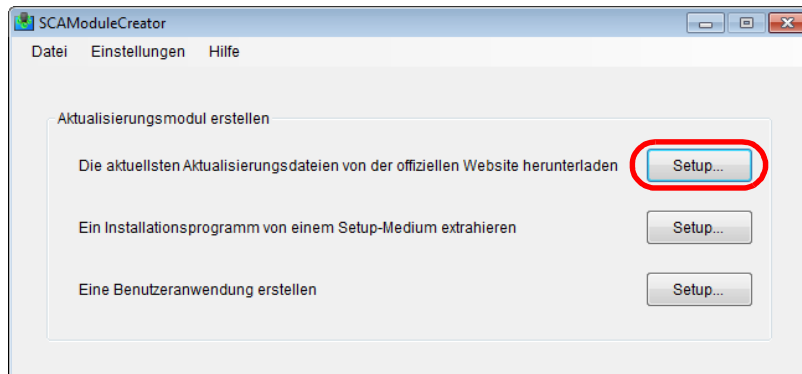 SCAModuleCreator
Datei Einstellungen Hilfe
Aktualisierungsmodul erstellen
Die aktuellsten Aktualisierungsdateien von der offiziellen Website herunterladen Setup...
Ein Installationsprogramm von einem Setup-Medium extrahieren Setup...
Eine Benutzeranwendung erstellen Setup...